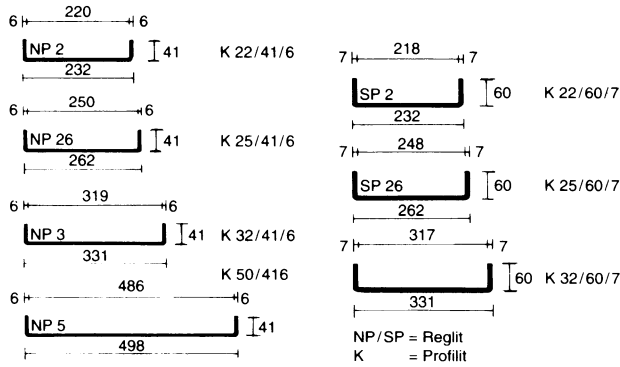 220
6 6
NP 2 41 K 22/41/6
232
250
6 6
NP 26 41 K 25/41/6
262
319
6 6
NP 3 41 K 32/41/6
331
K 50/416
486
6 6
NP 5 41
498
218
7 7
SP 2 60 K 22/60/7
232
248
7 7
SP 26 60 K 25/60/7
262
317
7 7
60 K 32/60/7
331
NP/SP = Reglit
K = Profilit